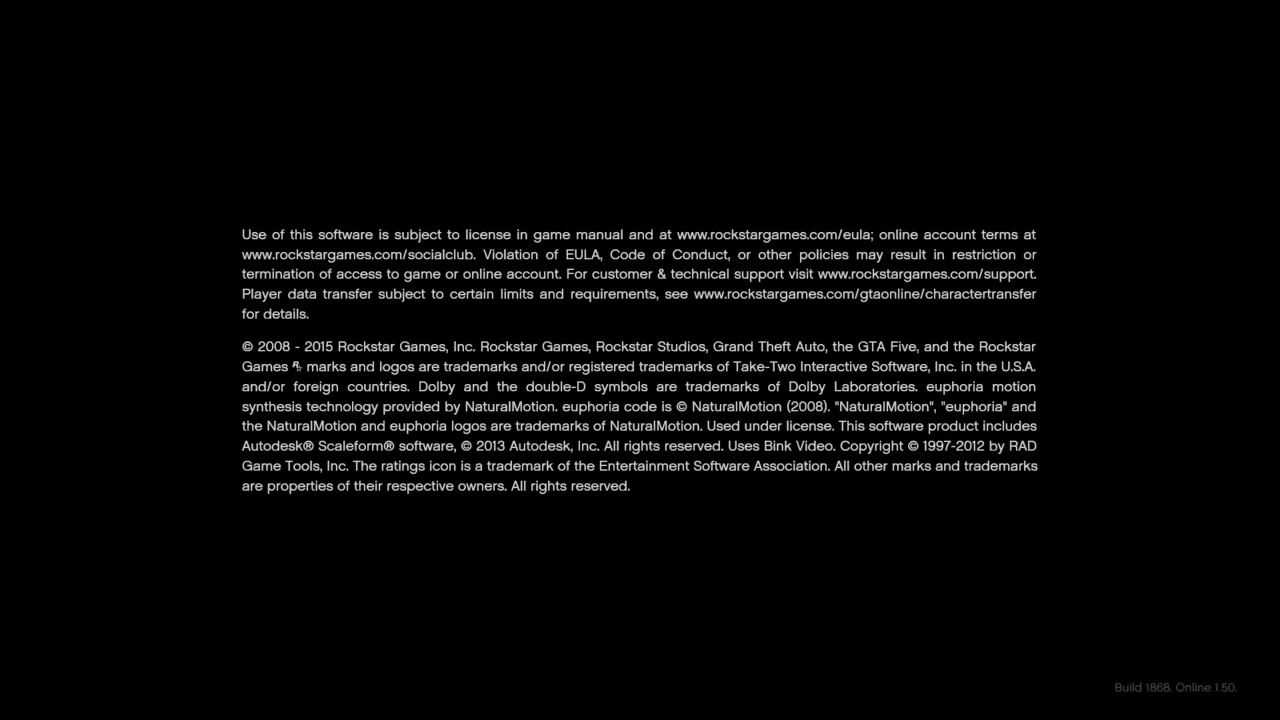 Use of this software is subject to license in game manual and at www.rockstargames.com/eula; online account terms at
www.rockstargames.com/socialclub. Violation of EULA, Code of Conduct, or other policies may result in restriction or
termination of access to game or online account. For customer & technical support visit www.rockstargames.com/support.
Player data transfer subject to certain limits and requirements, see www.rockstargames.com/gtaonline/charactertransfer
for details.
© 2008 - 2015 Rockstar Games, Inc. Rockstar Games, Rockstar Studios, Grand Theft Auto, the GTA Five, and the Rockstar
Games R* marks and logos are trademarks and/or registered trademarks of Take-Two Interactive Software, Inc. in the U.S.A.
and/or foreign countries. Dolby and the double-D symbols are trademarks of Dolby Laboratories. euphoria motion
synthesis technology provided by NaturalMotion. euphoria code is © NaturalMotion (2008). "NaturalMotion", "euphoria" and
the NaturalMotion and euphoria logos are trademarks of NaturalMotion. Used under license. This software product includes
Autodesk® Scaleform® software, © 2013 Autodesk, Inc. All rights reserved. Uses Bink Video. Copyright © 1997-2012 by RAD
Game Tools, Inc. The ratings icon is a trademark of the Entertainment Software Association. All other marks and trademarks
are properties of their respective owners. All rights reserved.
Build 1868. Online 1.50.